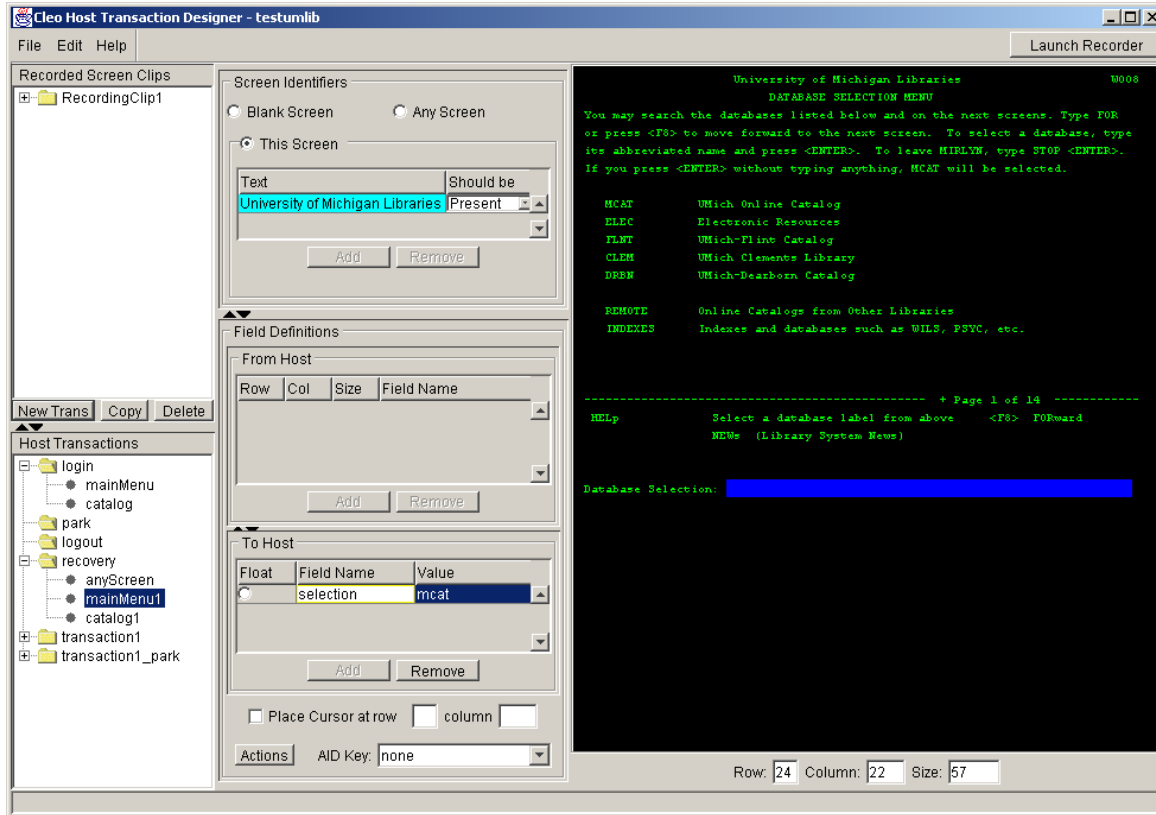 Cleo Host Transaction Designer - testumlib
File Edit Help
Launch Recorder
Recorded Screen Clips
RecordingClip1
New Trans Copy Delete
Host Transactions
login
mainMenu
catalog
park
logout
recovery
anyScreen
mainMenu1
catalog1
transaction1
transaction1_park
Screen Identifiers
Blank Screen Any Screen
This Screen
Text Should be
University of Michigan Libraries Present
Add Remove
Field Definitions
From Host
Row Col Size Field Name
Add Remove
To Host
Float Field Name Value
selection mcat
Add Remove
Place Cursor at row column
Actions AID Key: none
University of Michigan Libraries W008
DATABASE SELECTION MENU
You may search the databases listed below and on the next screens. Type FOR
or press <F8> to move forward to the next screen. To select a database, type
its abbreviated name and press <ENTER>. To leave MIRLYN, type STOP <ENTER>.
If you press <ENTER> without typing anything, MCAT will be selected.
MCAT UMich Online Catalog
ELEC Electronic Resources
FLNT UMich-Flint Catalog
CLEM UMich Clements Library
DRBN UMich-Dearborn Catalog
REMOTE Online Catalogs from Other Libraries
INDEXES Indexes and databases such as WILS, PSYC, etc.
---------------------------------------------- + Page 1 of 14 ------------
HELp Select a database label from above <F8> FORward
NEWs (Library System News)
Database Selection:
Row: 24 Column: 22 Size: 57